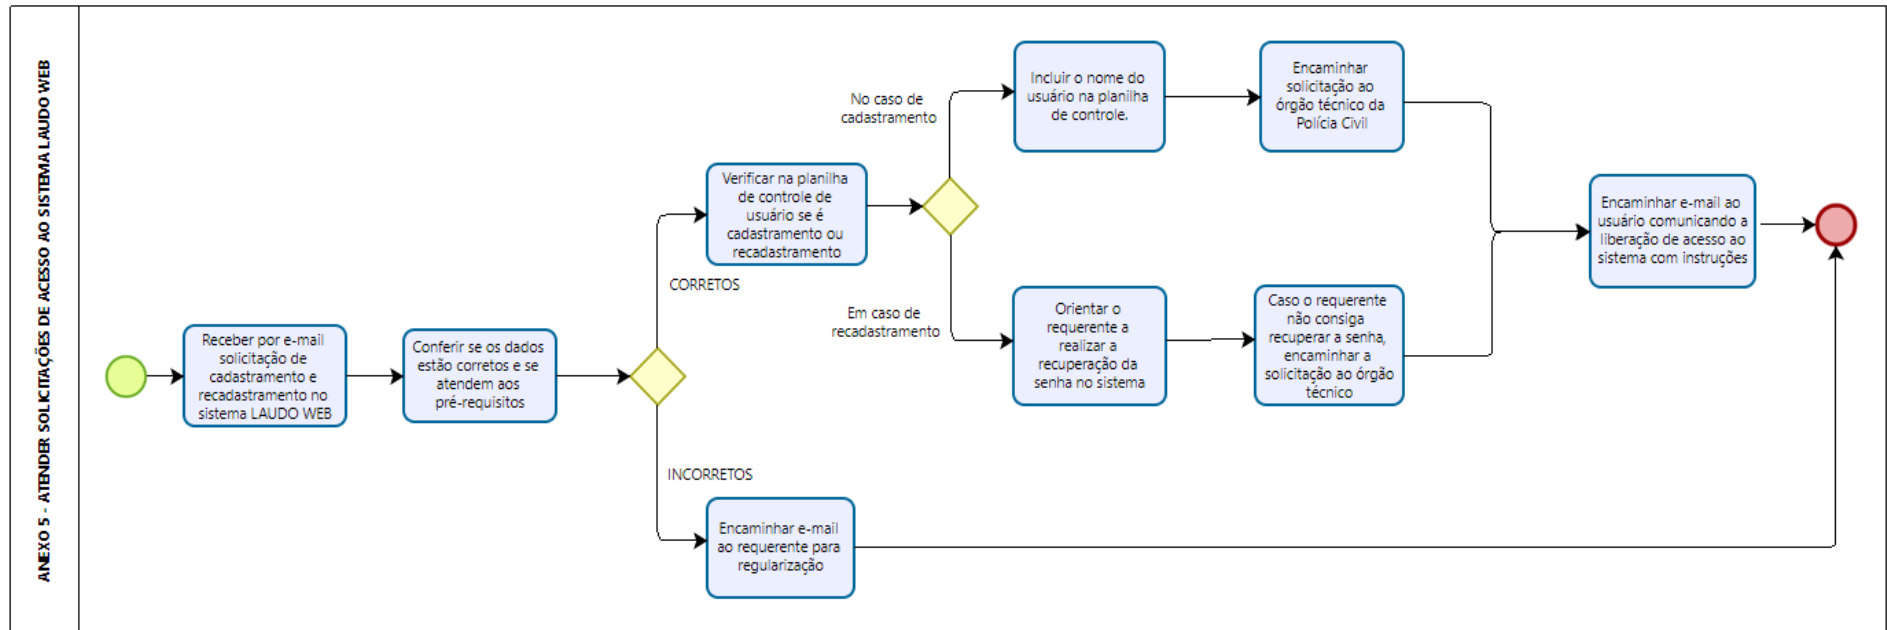 ANEXO 5 - ATENDER SOLICITAÇÕES DE ACESSO AO SISTEMA LAUDO WEB
Receber por e-mail
solicitação de
cadastramento e
recadastramento no
sistema LAUDO WEB
Conferir se os dados
estão corretos e se
atendem aos
pré-requisitos
CORRETOS
Verificar na planilha
de controle de
usuário se é
cadastramento ou
recadastramento
No caso de
cadastramento
Incluir o nome do
usuário na planilha
de controle.
Encaminhar
solicitação ao
órgão técnico da
Polícia Civil
Em caso de
recadastramento
Orientar o
requerente a
realizar a
recuperação da
senha no sistema
Caso o requerente
não consiga
recuperar a senha,
encaminhar a
solicitação ao órgão
técnico
Encaminhar e-mail ao
usuário comunicando a
liberação de acesso ao
sistema com instruções
INCORRETOS
Encaminhar e-mail
ao requerente para
regularização